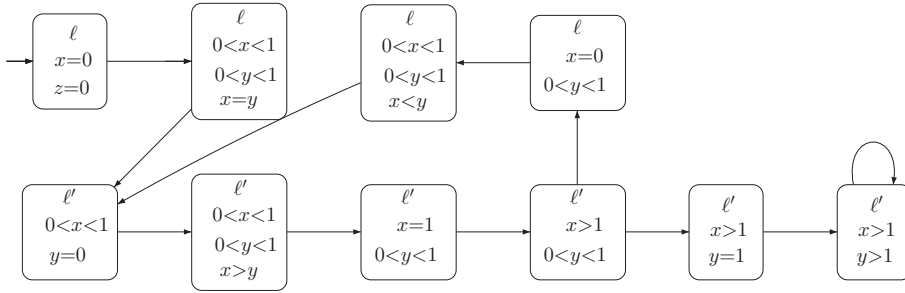 ℓ
x=0
z=0
ℓ
0<x<1
0<y<1
x=y
ℓ
0<x<1
0<y<1
x<y
ℓ
x=0
0<y<1
ℓ′
0<x<1
y=0
ℓ′
0<x<1
0<y<1
x>y
ℓ′
x=1
0<y<1
ℓ′
x>1
0<y<1
ℓ′
x>1
y=1
ℓ′
x>1
y>1